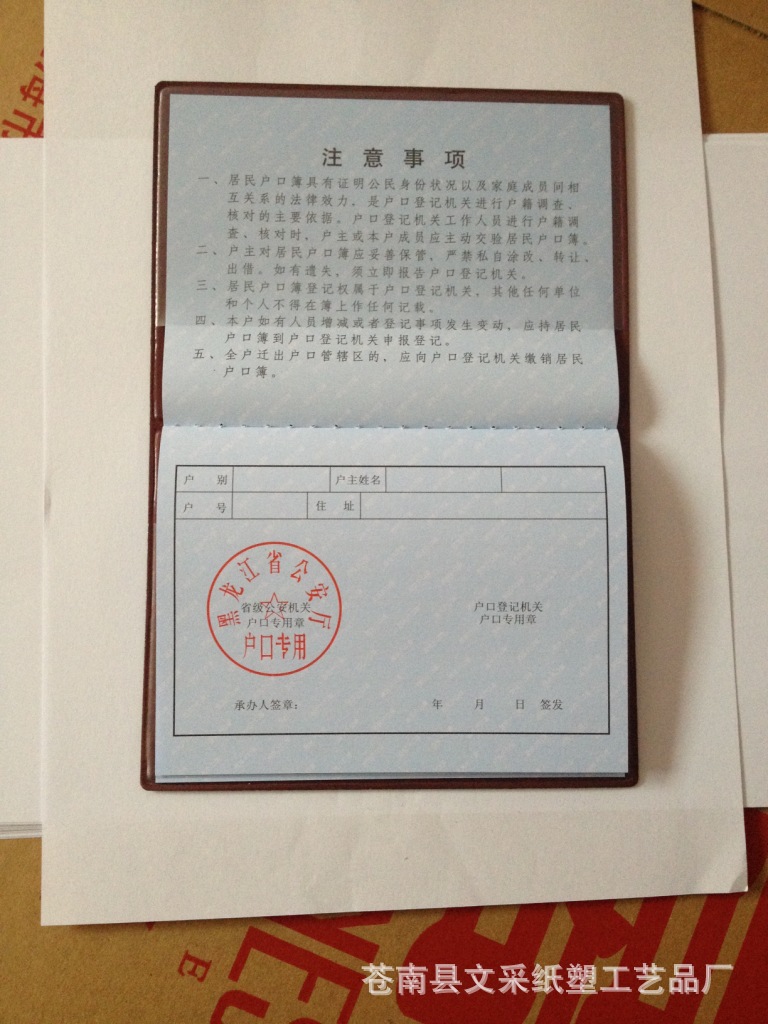 注意事项
一、居民户口簿具有证明公民身份状况以及家庭成员间相
互关系的法律效力，是户口登记机关进行户籍调查、
核对的主要依据。户口登记机关工作人员进行户籍调
查、核对时，户主或本户成员应主动交验居民户口簿。
二、户主对居民户口簿应妥善保管，严禁私自涂改、转让、
出借。如有遗失，须立即报告户口登记机关。
三、居民户口簿登记权属于户口登记机关，其他任何单位
和个人不得在簿上作任何记载。
四、本户如有人员增减或者登记事项发生变动，应持居民
户口簿到户口登记机关申报登记。
五、全户迁出户口管辖区的，应向户口登记机关缴销居民
户口簿。
户 别 户主姓名
户 号 住 址
黑龙江省公安厅
省级公安机关
户口专用章
户口专用
户口登记机关
户口专用章
承办人签章： 年 月 日 签发
E
苍南县文采纸塑工艺品厂